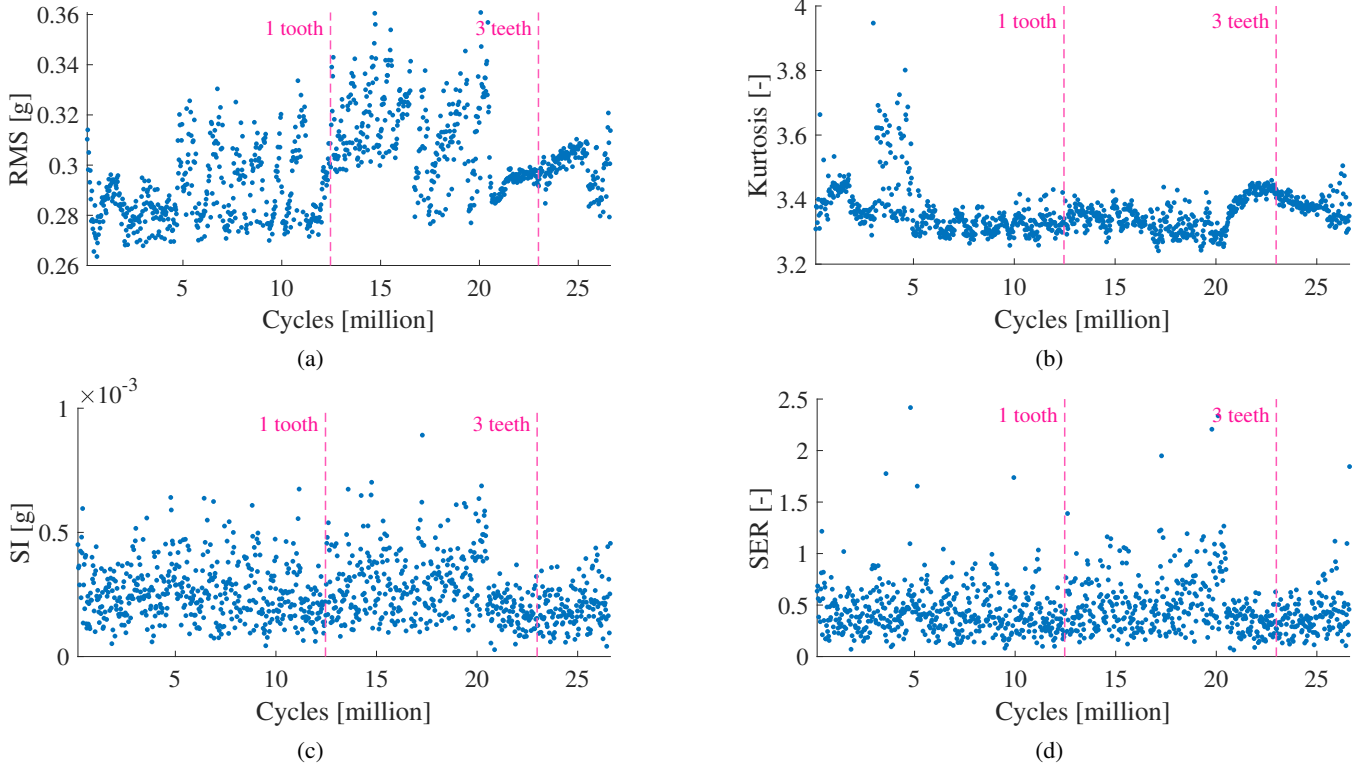 0.36
0.34
0.32
0.3
0.28
0.26
RMS [g]
1 tooth
3 teeth
5
10
15
20
25
Cycles [million]
(a)
4
3.8
3.6
3.4
3.2
Kurtosis [-]
1 tooth
3 teeth
5
10
15
20
25
Cycles [million]
(b)
×10⁻³
1
0.5
0
SI [g]
1 tooth
3 teeth
5
10
15
20
25
Cycles [million]
(c)
2.5
2
1.5
1
0.5
0
SER [-]
1 tooth
3 teeth
5
10
15
20
25
Cycles [million]
(d)